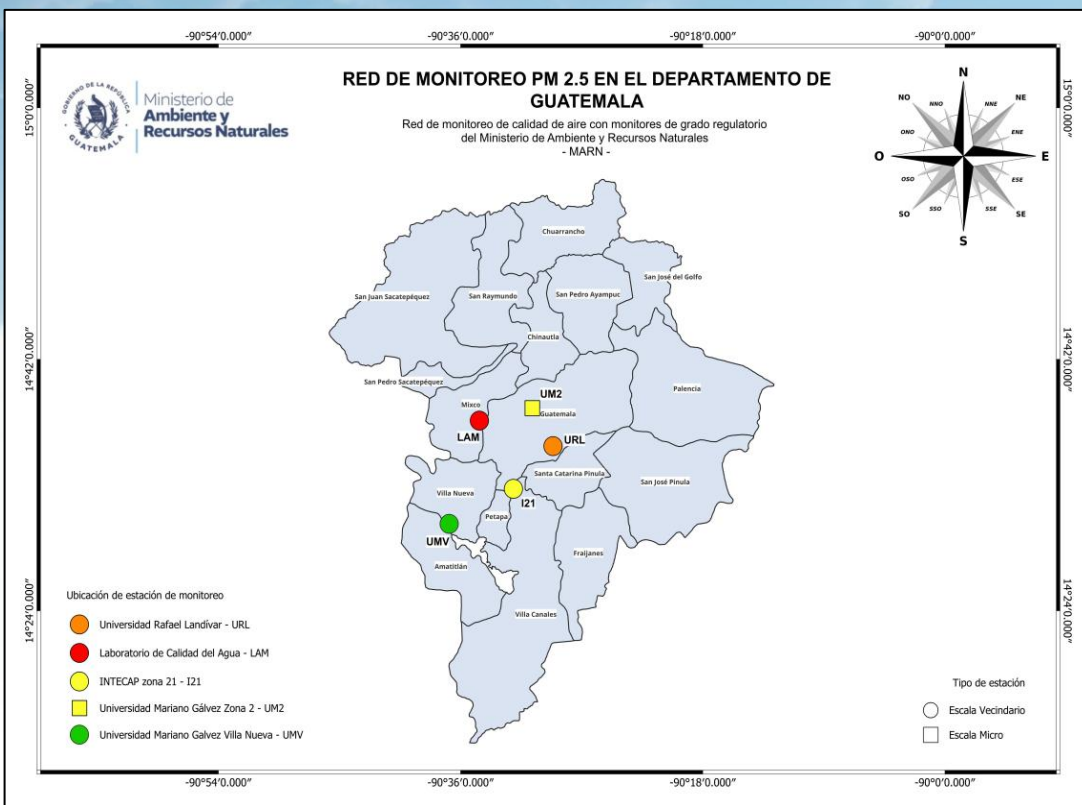 -90°54′0.000″
-90°36′0.000″
-90°18′0.000″
-90°0′0.000″
15°0′0.000″
15°0′0.000″
GOBIERNO DE LA REPÚBLICA
GUATEMALA
Ministerio de
Ambiente y
Recursos Naturales
RED DE MONITOREO PM 2.5 EN EL DEPARTAMENTO DE
GUATEMALA
Red de monitoreo de calidad de aire con monitores de grado regulatorio
del Ministerio de Ambiente y Recursos Naturales
- MARN -
N
NNO
NNE
NO
NE
ONO
ENE
O
E
OSO
ESE
SO
SE
SSO
SSE
S
Chuarrancho
San José del Golfo
San Juan Sacatepéquez
San Raymundo
San Pedro Ayampuc
Chinautla
14°42′0.000″
14°42′0.000″
San Pedro Sacatepéquez
Palencia
UM2
Mixco
Guatemala
LAM
URL
Santa Catarina Pinula
San José Pinula
Villa Nueva
I21
Petapa
UMV
Fraijanes
Amatitlán
Villa Canales
14°24′0.000″
14°24′0.000″
Ubicación de estación de monitoreo
Universidad Rafael Landívar - URL
Laboratorio de Calidad del Agua - LAM
INTECAP zona 21 - I21
Universidad Mariano Gálvez Zona 2 - UM2
Universidad Mariano Galvez Villa Nueva - UMV
Tipo de estación
Escala Vecindario
Escala Micro
-90°54′0.000″
-90°36′0.000″
-90°18′0.000″
-90°0′0.000″